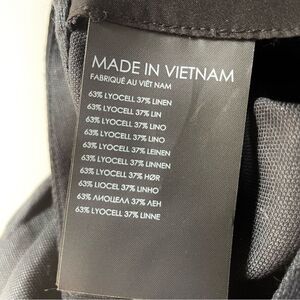 MADE IN VIETNAM
FABRIQUÉ AU VIÊT NAM
63% LYOCELL 37% LINEN
63% LYOCELL 37% LIN
63% LYOCELL 37% LINO
63% LYOCELL 37% LINO
63% LYOCELL 37% LEINEN
63% LYOCELL 37% LINNEN
63% LYOCELL 37% HØR
63% LIOCEL 37% LINHO
63% ЛИОЦЕЛЛ 37% ЛЕН
63% LYOCELL 37% LINNE